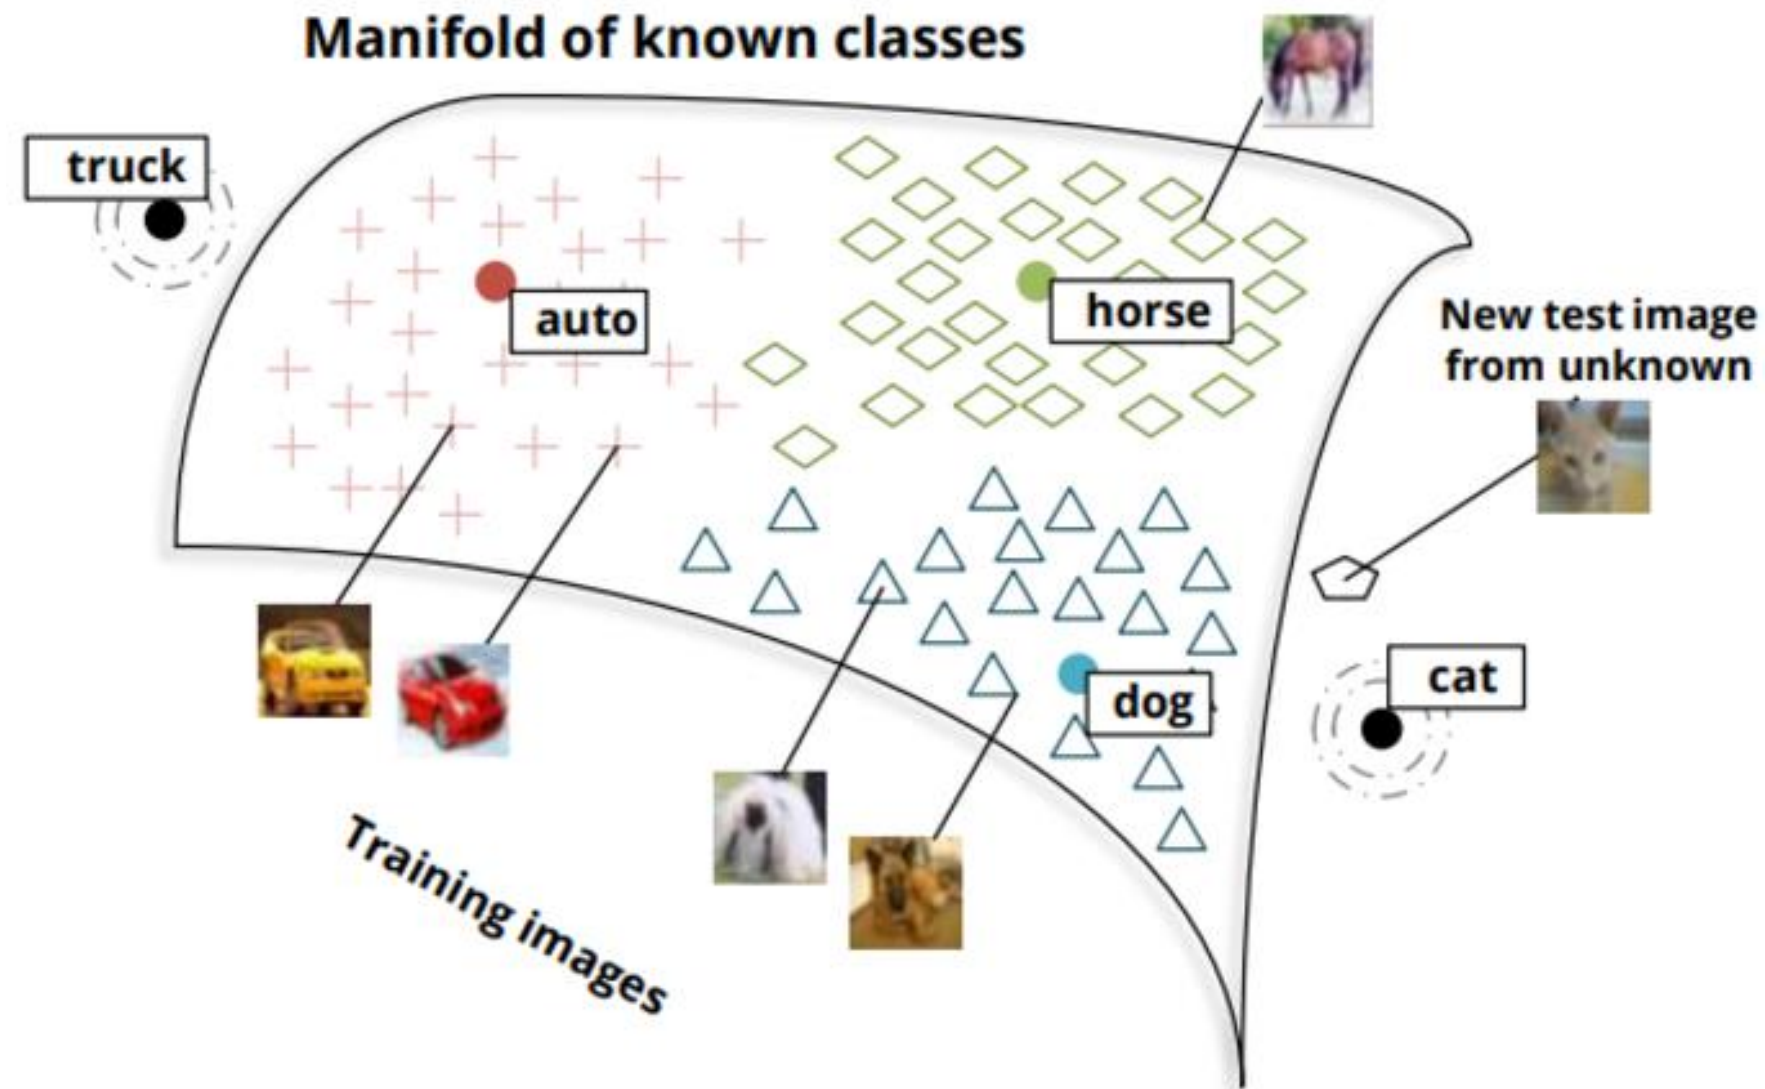 Manifold of known classes
truck
auto
horse
New test image
from unknown
cat
dog
Training images